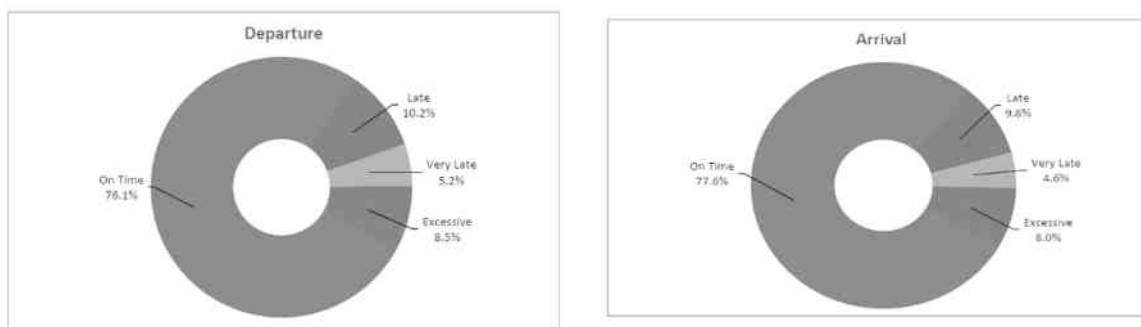 Departure
Late
10.2%
Very Late
5.2%
On Time
76.1%
Excessive
8.5%
Arrival
Late
9.8%
Very Late
4.6%
On Time
77.6%
Excessive
8.0%